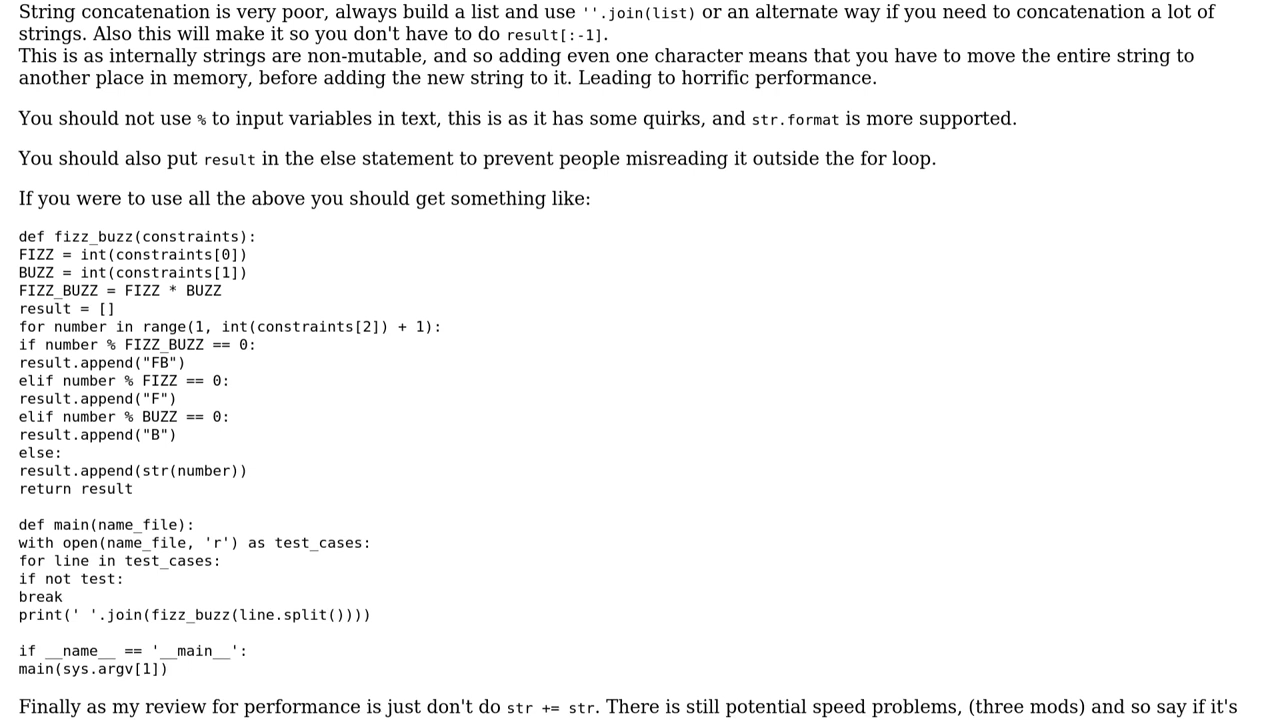 String concatenation is very poor, always build a list and use ''.join(list) or an alternate way if you need to concatenation a lot of
strings. Also this will make it so you don't have to do result[:-1].
This is as internally strings are non-mutable, and so adding even one character means that you have to move the entire string to
another place in memory, before adding the new string to it. Leading to horrific performance.
You should not use % to input variables in text, this is as it has some quirks, and str.format is more supported.
You should also put result in the else statement to prevent people misreading it outside the for loop.
If you were to use all the above you should get something like:
def fizz_buzz(constraints):
FIZZ = int(constraints[0])
BUZZ = int(constraints[1])
FIZZ_BUZZ = FIZZ * BUZZ
result = []
for number in range(1, int(constraints[2]) + 1):
if number % FIZZ_BUZZ == 0:
result.append("FB")
elif number % FIZZ == 0:
result.append("F")
elif number % BUZZ == 0:
result.append("B")
else:
result.append(str(number))
return result
def main(name_file):
with open(name_file, 'r') as test_cases:
for line in test_cases:
if not test:
break
print(' '.join(fizz_buzz(line.split())))
if __name__ == '__main__':
main(sys.argv[1])
Finally as my review for performance is just don't do str += str. There is still potential speed problems, (three mods) and so say if it's